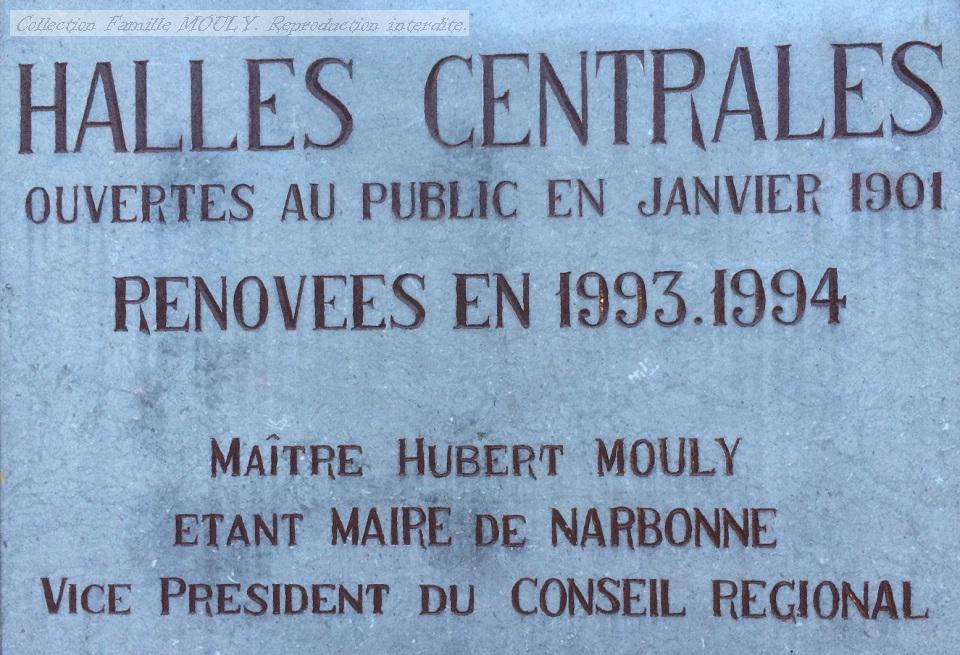 Collection Famille MOULY. Reproduction interdite.
HALLES CENTRALES
OUVERTES AU PUBLIC EN JANVIER 1901
RENOVEES EN 1993.1994
MAÎTRE HUBERT MOULY
ETANT MAIRE DE NARBONNE
VICE PRESIDENT DU CONSEIL REGIONAL